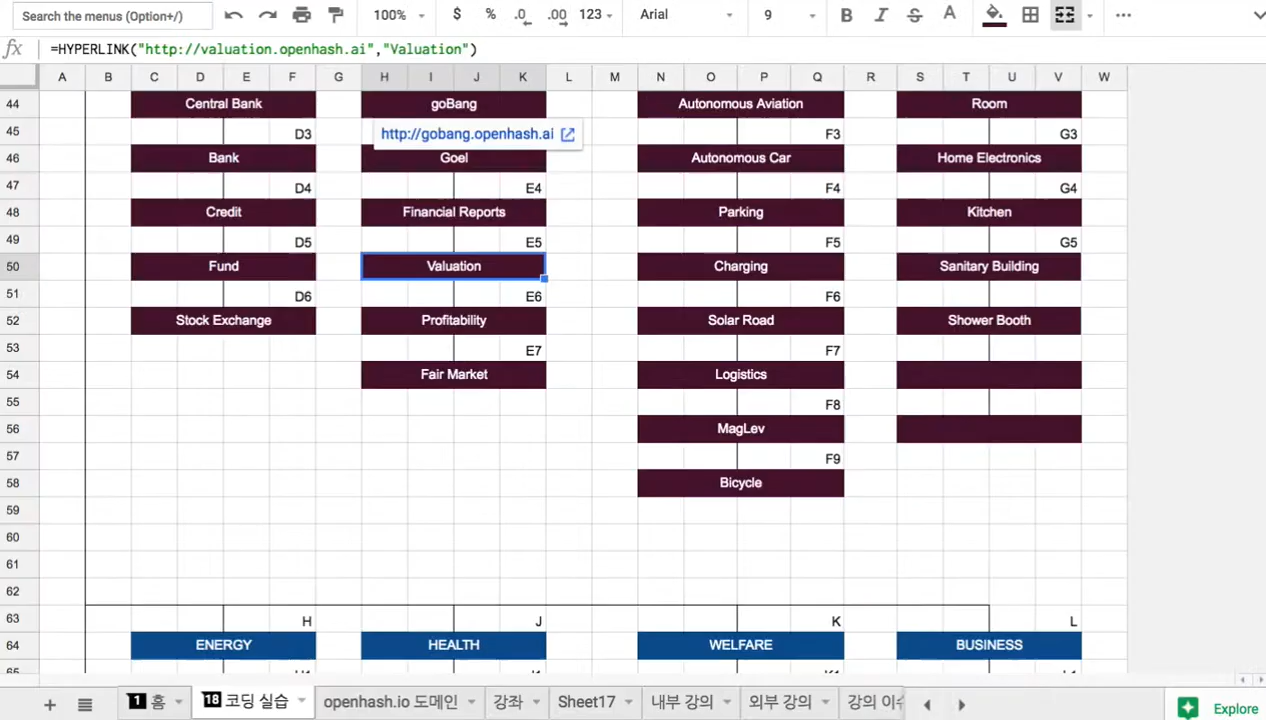 Search the menus (Option+/) 100% $ % .0 .00 123 Arial 9 B I S A ...
fx =HYPERLINK("http://valuation.openhash.ai","Valuation")
A B C D E F G H I J K L M N O P Q R S T U V W
44 Central Bank goBang Autonomous Aviation Room
45 D3 http://gobang.openhash.ai F3 G3
46 Bank Goel Autonomous Car Home Electronics
47 D4 E4 F4 G4
48 Credit Financial Reports Parking Kitchen
49 D5 E5 F5 G5
50 Fund Valuation Charging Sanitary Building
51 D6 E6 F6
52 Stock Exchange Profitability Solar Road Shower Booth
53 E7 F7
54 Fair Market Logistics
55 F8
56 MagLev
57 F9
58 Bicycle
59
60
61
62
63 H J K L
64 ENERGY HEALTH WELFARE BUSINESS
65 H1 J1 K1 L1
1 홈 18 코딩 실습 openhash.io 도메인 강좌 Sheet17 내부 강의 외부 강의 강의 이슈 Explore